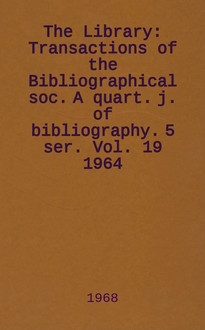 The Library:
Transactions of
the
Bibliographical
soc. A quart. j.
of
bibliography. 5
ser. Vol. 19
1964
1968